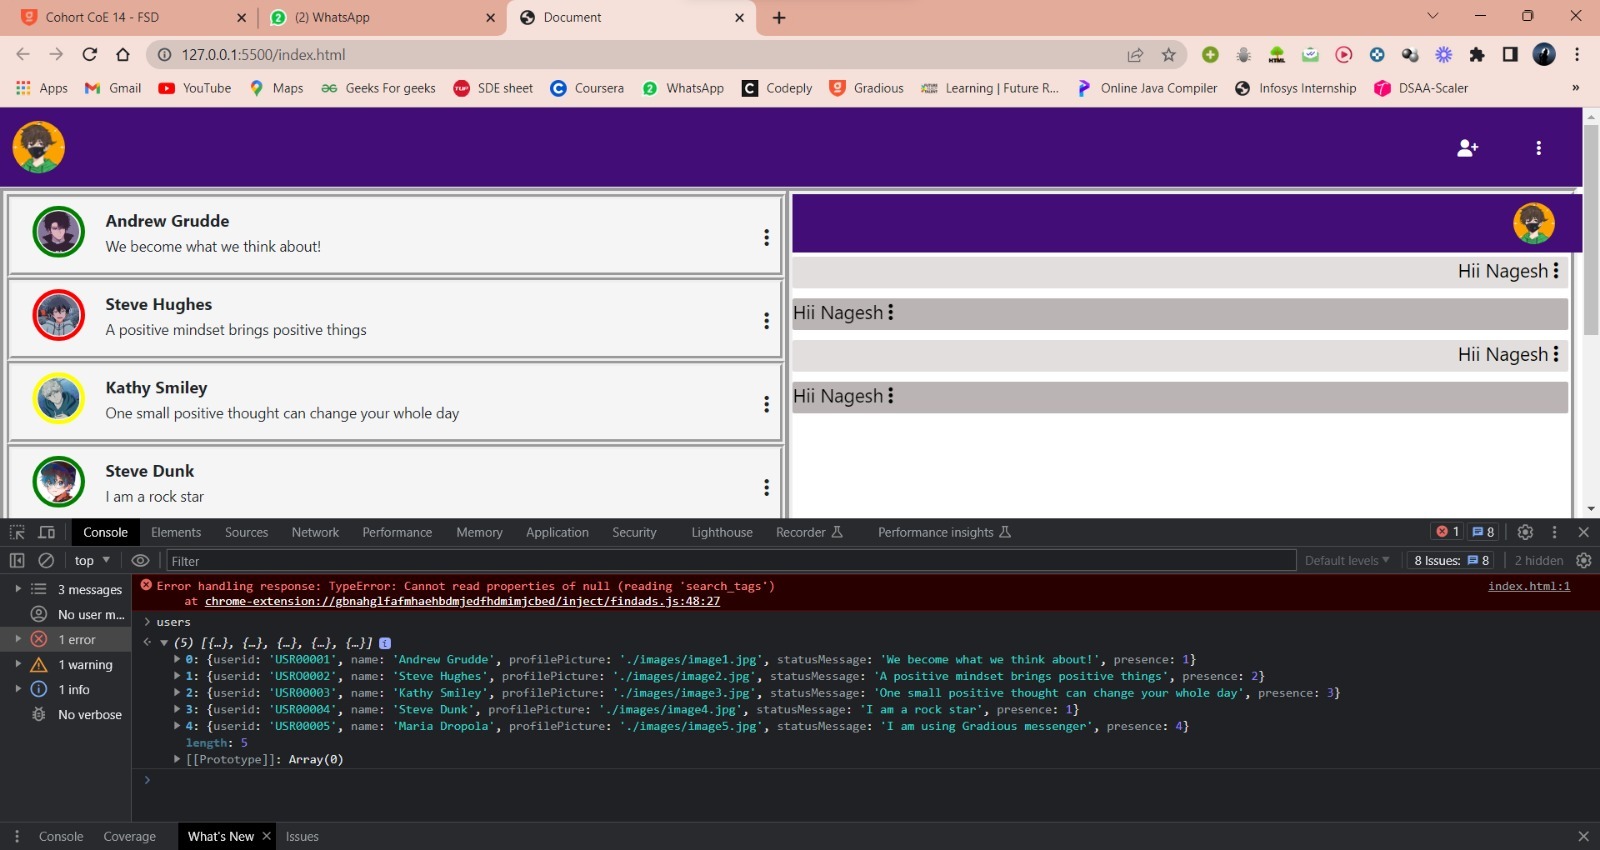 Cohort CoE 14 - FSD
(2) WhatsApp
Document
127.0.0.1:5500/index.html
Apps Gmail YouTube Maps Geeks For geeks SDE sheet Coursera WhatsApp Codeply Gradious Learning | Future R... Online Java Compiler Infosys Internship DSAA-Scaler »
Andrew Grudde
We become what we think about!
Steve Hughes
A positive mindset brings positive things
Kathy Smiley
One small positive thought can change your whole day
Steve Dunk
I am a rock star
Hii Nagesh
Hii Nagesh
Hii Nagesh
Hii Nagesh
Console Elements Sources Network Performance Memory Application Security Lighthouse Recorder Performance insights 1 8
top Filter Default levels 8 Issues: 8 2 hidden
3 messages
No user m...
1 error
1 warning
1 info
No verbose
Error handling response: TypeError: Cannot read properties of null (reading 'search_tags') index.html:1
at chrome-extension://gbnahglfafmhaehbdmjedfhdmimjcbed/inject/findads.js:48:27
users
(5) [{…}, {…}, {…}, {…}, {…}]
0: {userid: 'USR00001', name: 'Andrew Grudde', profilePicture: './images/image1.jpg', statusMessage: 'We become what we think about!', presence: 1}
1: {userid: 'USRO0002', name: 'Steve Hughes', profilePicture: './images/image2.jpg', statusMessage: 'A positive mindset brings positive things', presence: 2}
2: {userid: 'USR00003', name: 'Kathy Smiley', profilePicture: './images/image3.jpg', statusMessage: 'One small positive thought can change your whole day', presence: 3}
3: {userid: 'USR00004', name: 'Steve Dunk', profilePicture: './images/image4.jpg', statusMessage: 'I am a rock star', presence: 1}
4: {userid: 'USR00005', name: 'Maria Dropola', profilePicture: './images/image5.jpg', statusMessage: 'I am using Gradious messenger', presence: 4}
length: 5
[[Prototype]]: Array(0)
Console Coverage What's New Issues